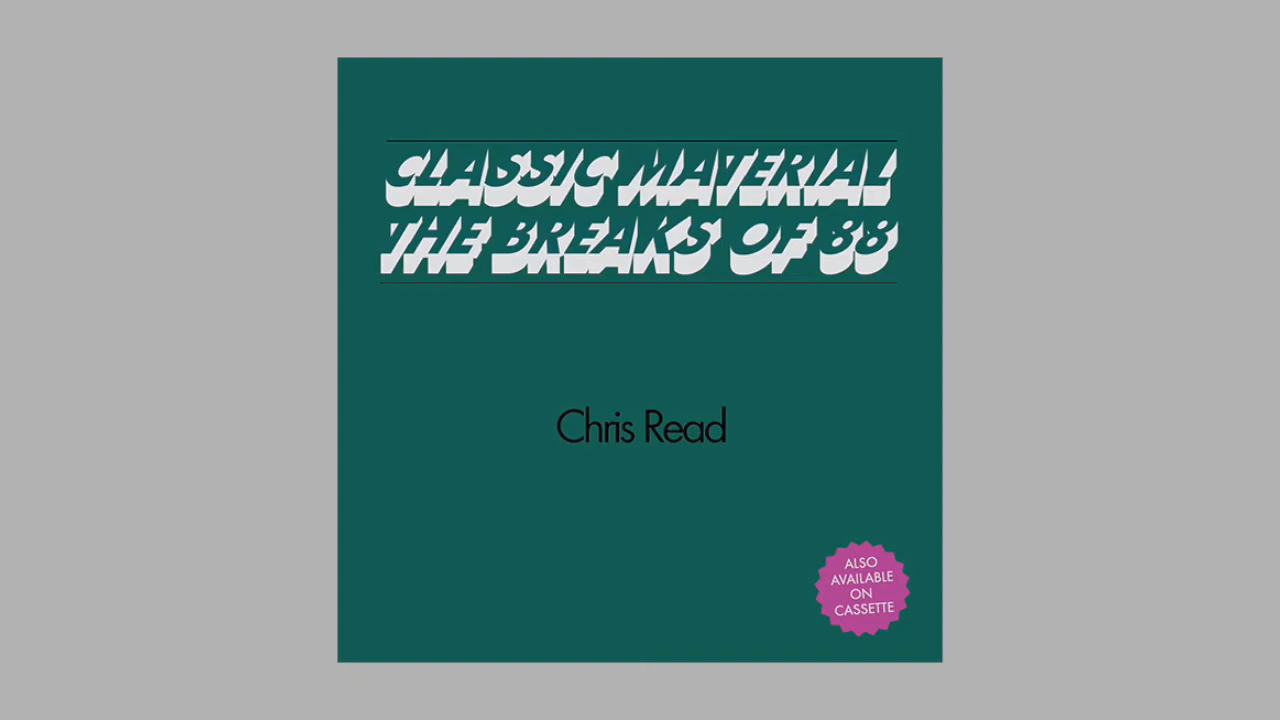 CLASSIC MATERIAL
THE BREAKS OF 88
Chris Read
ALSO
AVAILABLE
ON
CASSETTE